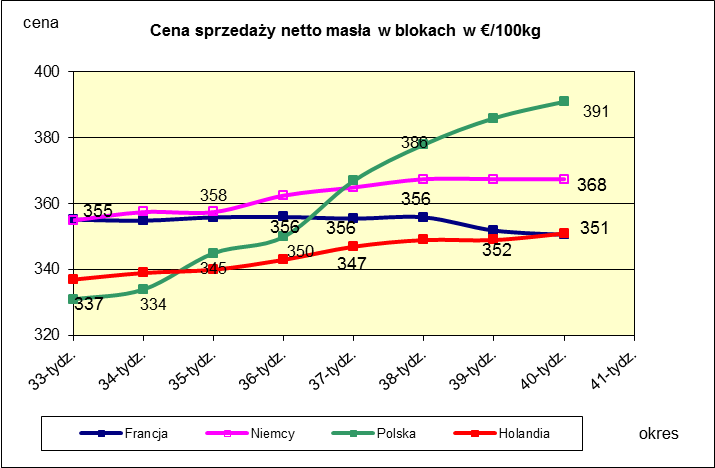 cena
Cena sprzedaży netto masła w blokach w €/100kg
400
380
360
340
320
391
386
368
358
355
356
356
356
351
352
350
347
345
337
334
33-tydz.
34-tydz.
35-tydz.
36-tydz.
37-tydz.
38-tydz.
39-tydz.
40-tydz.
41-tydz.
Francja
Niemcy
Polska
Holandia
okres